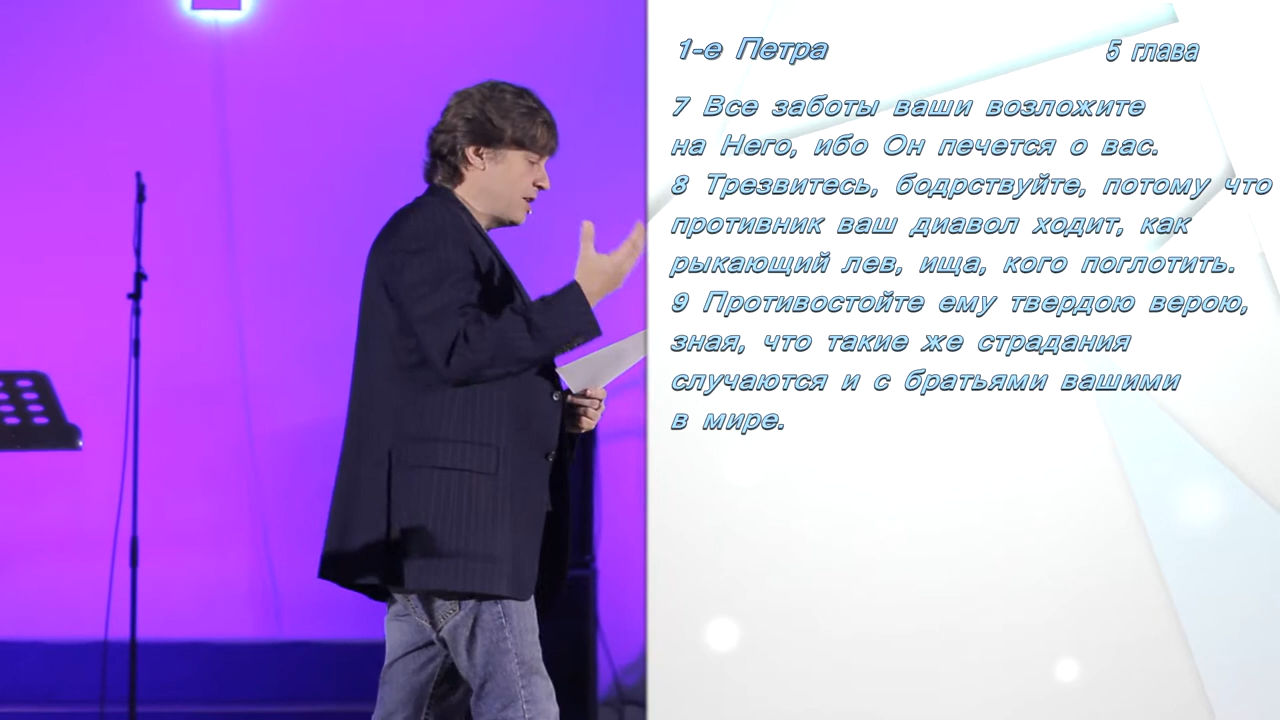 1-е Петра 5 глава
7 Все заботы ваши возложите
на Него, ибо Он печется о вас.
8 Трезвитесь, бодрствуйте, потому что
противник ваш диавол ходит, как
рыкающий лев, ища, кого поглотить.
9 Противостойте ему твердою верою,
зная, что такие же страдания
случаются и с братьями вашими
в мире.